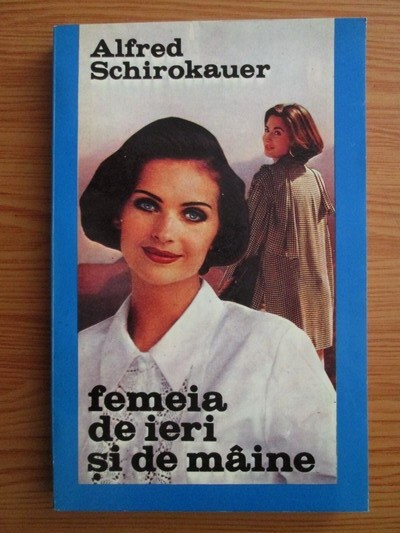 Alfred
Schirokauer
femeia
de ieri
și de mâine